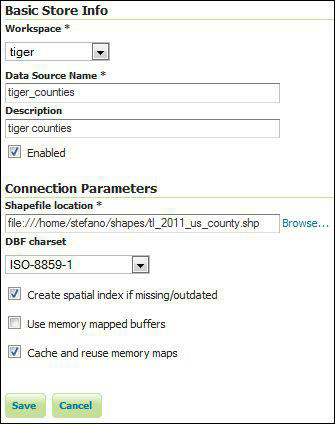 Basic Store Info
Workspace *
tiger
Data Source Name *
tiger_counties
Description
tiger counties
Enabled
Connection Parameters
Shapefile location *
file:///home/stefano/shapes/tl_2011_us_county.shp Browse...
DBF charset
ISO-8859-1
Create spatial index if missing/outdated
Use memory mapped buffers
Cache and reuse memory maps
Save Cancel